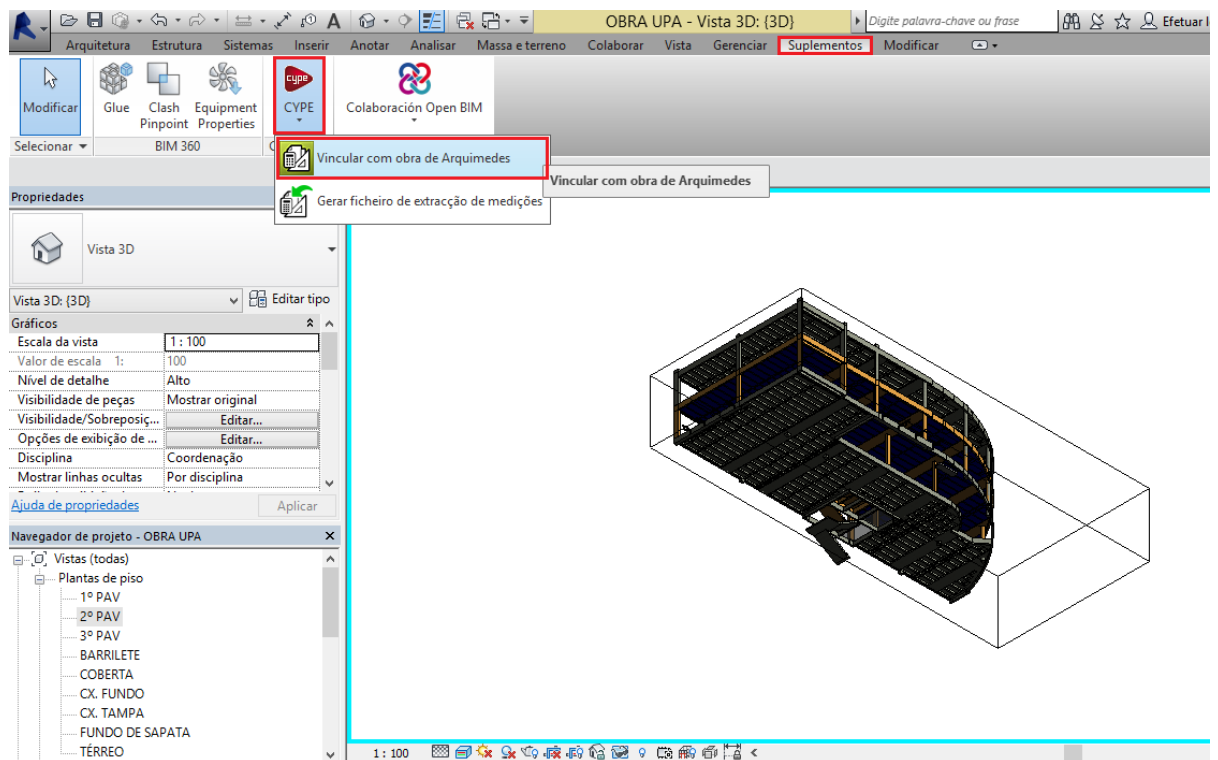 OBRA UPA - Vista 3D: {3D}
Digite palavra-chave ou frase
Efetuar l
Arquitetura Estrutura Sistemas Inserir Anotar Analisar Massa e terreno Colaborar Vista Gerenciar Suplementos Modificar
cype
Modificar Glue Clash Pinpoint Equipment Properties CYPE Colaboración Open BIM
Selecionar BIM 360
Vincular com obra de Arquimedes
Vincular com obra de Arquimedes
Gerar ficheiro de extracção de medições
Propriedades
Vista 3D
Vista 3D: {3D} Editar tipo
Gráficos
Escala da vista 1 : 100
Valor de escala 1: 100
Nível de detalhe Alto
Visibilidade de peças Mostrar original
Visibilidade/Sobreposiç... Editar...
Opções de exibição de ... Editar...
Disciplina Coordenação
Mostrar linhas ocultas Por disciplina
Ajuda de propriedades Aplicar
Navegador de projeto - OBRA UPA
Vistas (todas)
Plantas de piso
1º PAV
2º PAV
3º PAV
BARRILETE
COBERTA
CX. FUNDO
CX. TAMPA
FUNDO DE SAPATA
TÉRREO
1 : 100